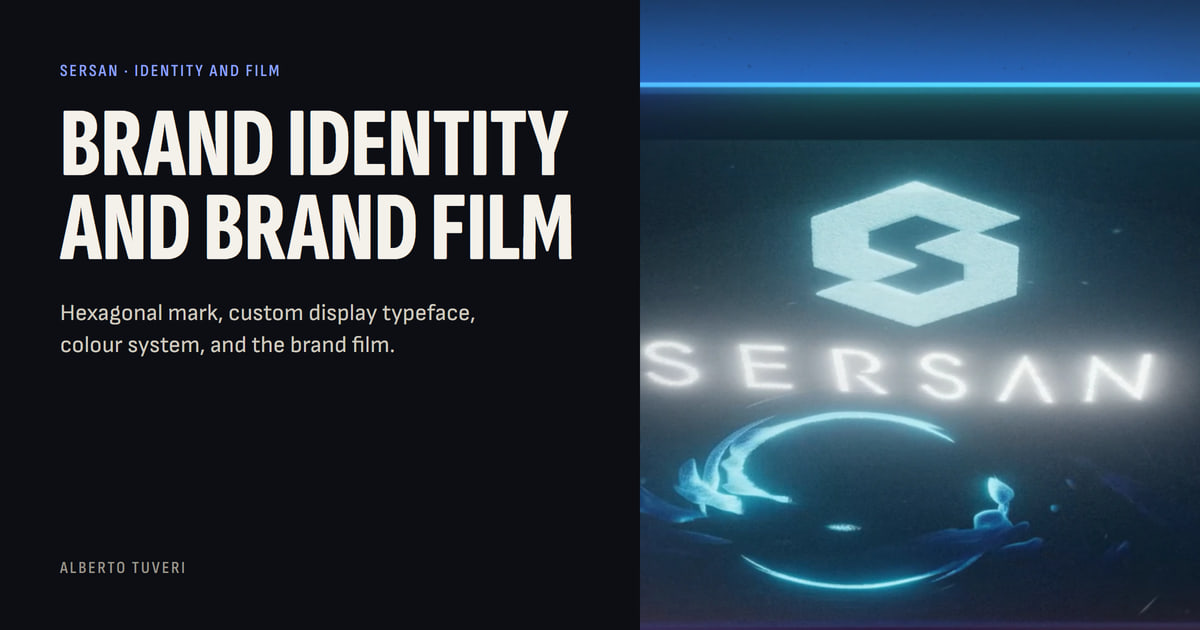 SERSAN · IDENTITY AND FILM
BRAND IDENTITY
AND BRAND FILM
Hexagonal mark, custom display typeface,
colour system, and the brand film.
ALBERTO TUVERI
SERSAN